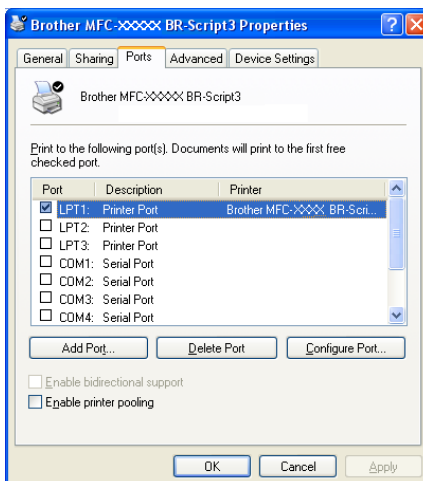 Brother MFC-XXXXX BR-Script3 Properties
General Sharing Ports Advanced Device Settings
Brother MFC-XXXX BR-Script3
Print to the following port(s). Documents will print to the first free
checked port.
Port Description Printer
LPT1: Printer Port Brother MFC-XXXX BR-Scri...
LPT2: Printer Port
LPT3: Printer Port
COM1: Serial Port
COM2: Serial Port
COM3: Serial Port
COM4: Serial Port
Add Port... Delete Port Configure Port...
Enable bidirectional support
Enable printer pooling
OK Cancel Apply